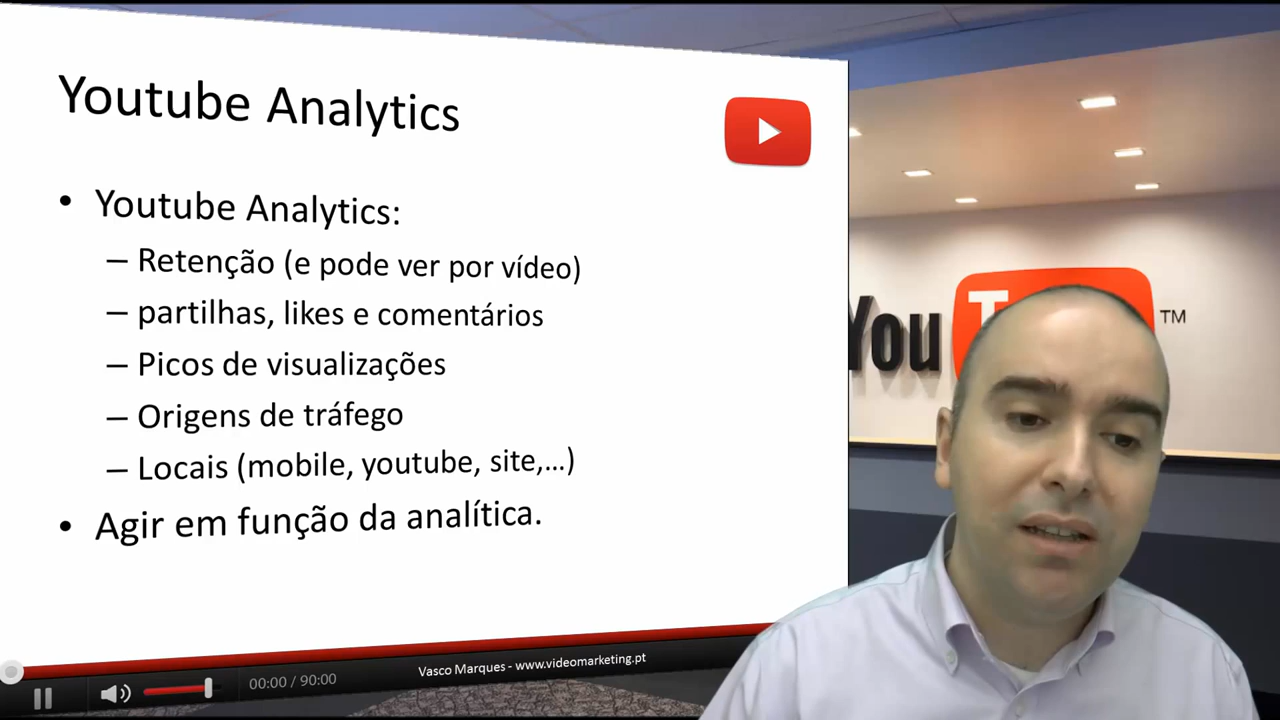 Youtube Analytics
• Youtube Analytics:
– Retenção (e pode ver por vídeo)
– partilhas, likes e comentários
– Picos de visualizações
– Origens de tráfego
– Locais (mobile, youtube, site,...)
• Agir em função da analítica.
You T
TM
Vasco Marques - www.videomarketing.pt
00:00 / 90:00